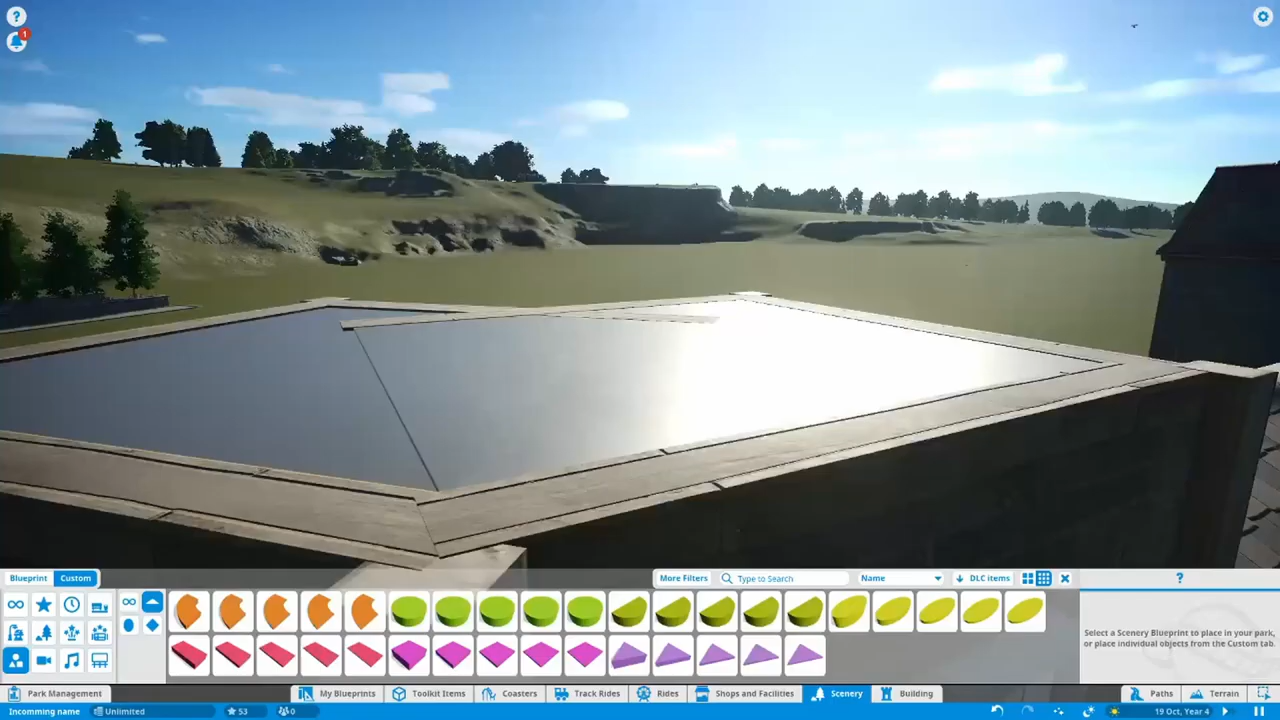 ?
1
Blueprint
Custom
More Filters
Type to Search
Name
DLC items
?
Select a Scenery Blueprint to place in your park,
or place individual objects from the Custom tab.
Park Management
My Blueprints
Toolkit Items
Coasters
Track Rides
Rides
Shops and Facilities
Scenery
Building
Paths
Terrain
Incoming name
Unlimited
53
0
19 Oct, Year 4